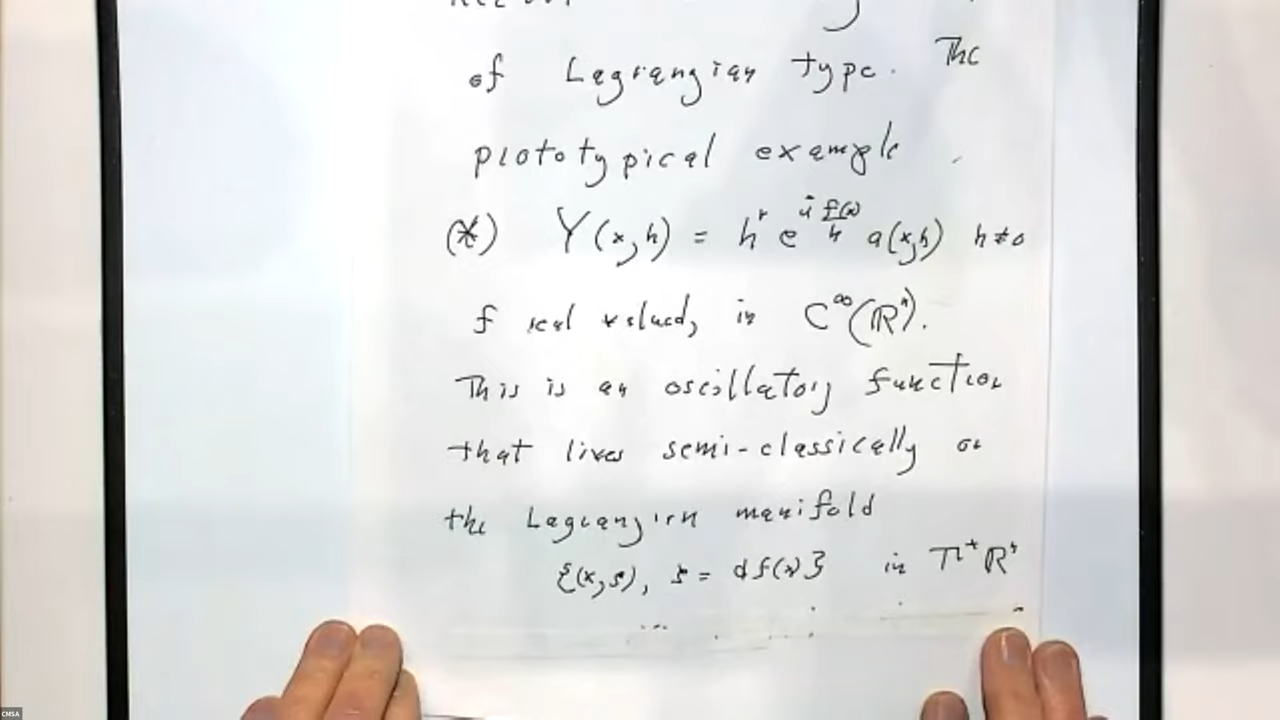 of Lagrangian type. The
prototypical example
(*) Υ(x,h) = h^r e^{i f(x)/h} a(x,h) h≠0
f real valued, in C^∞(ℝ^n).
This is an oscillatory function
that lives semi-classically on
the Lagrangian manifold
{(x,ξ), ξ = df(x)} in T*ℝ^n
CMSA